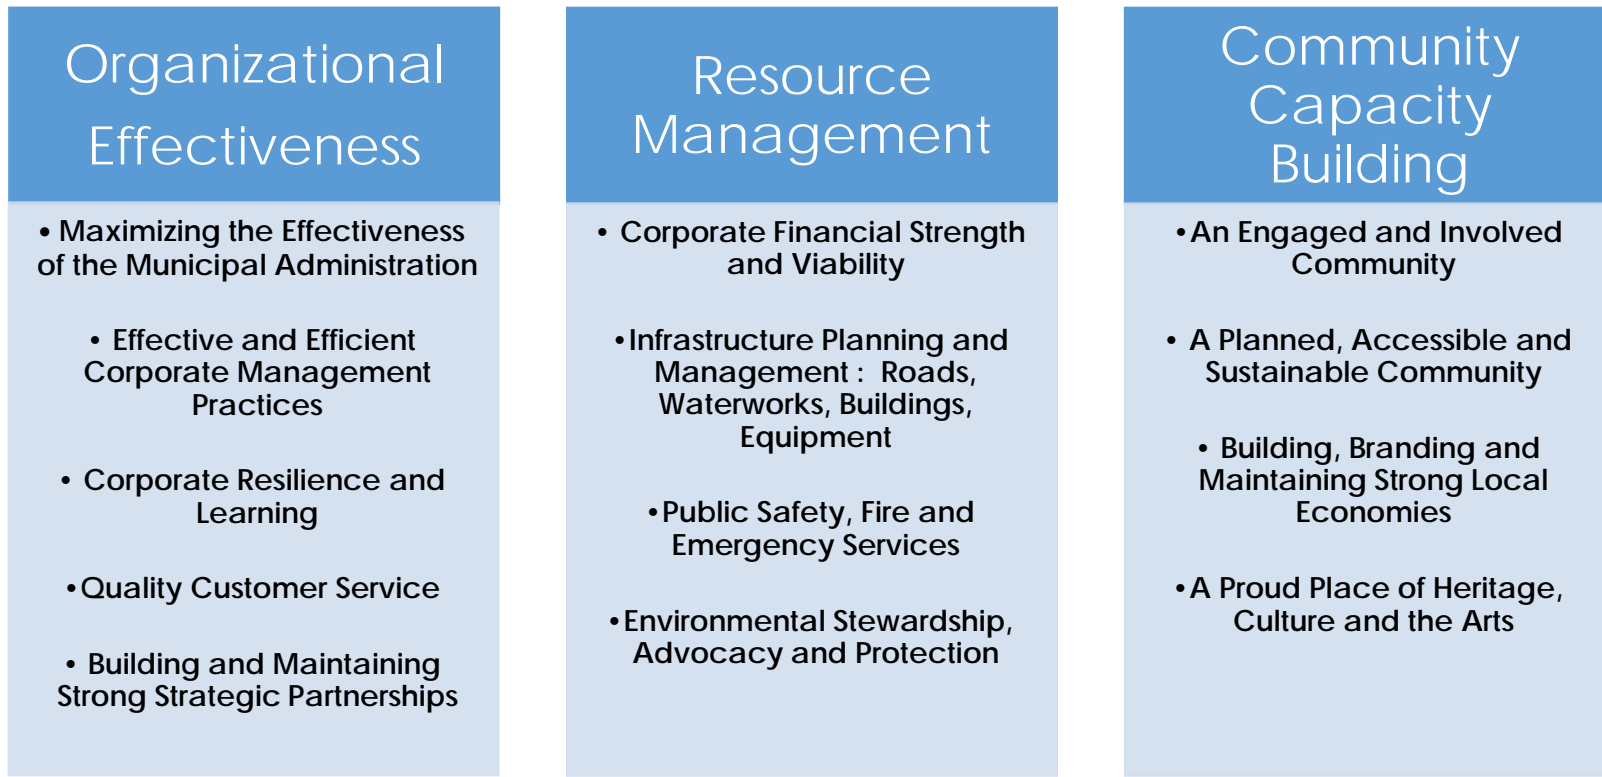 Organizational
Effectiveness
• Maximizing the Effectiveness
of the Municipal Administration
• Effective and Efficient
Corporate Management
Practices
• Corporate Resilience and
Learning
•Quality Customer Service
• Building and Maintaining
Strong Strategic Partnerships
Resource
Management
• Corporate Financial Strength
and Viability
•Infrastructure Planning and
Management : Roads,
Waterworks, Buildings,
Equipment
•Public Safety, Fire and
Emergency Services
•Environmental Stewardship,
Advocacy and Protection
Community
Capacity
Building
•An Engaged and Involved
Community
• A Planned, Accessible and
Sustainable Community
• Building, Branding and
Maintaining Strong Local
Economies
•A Proud Place of Heritage,
Culture and the Arts